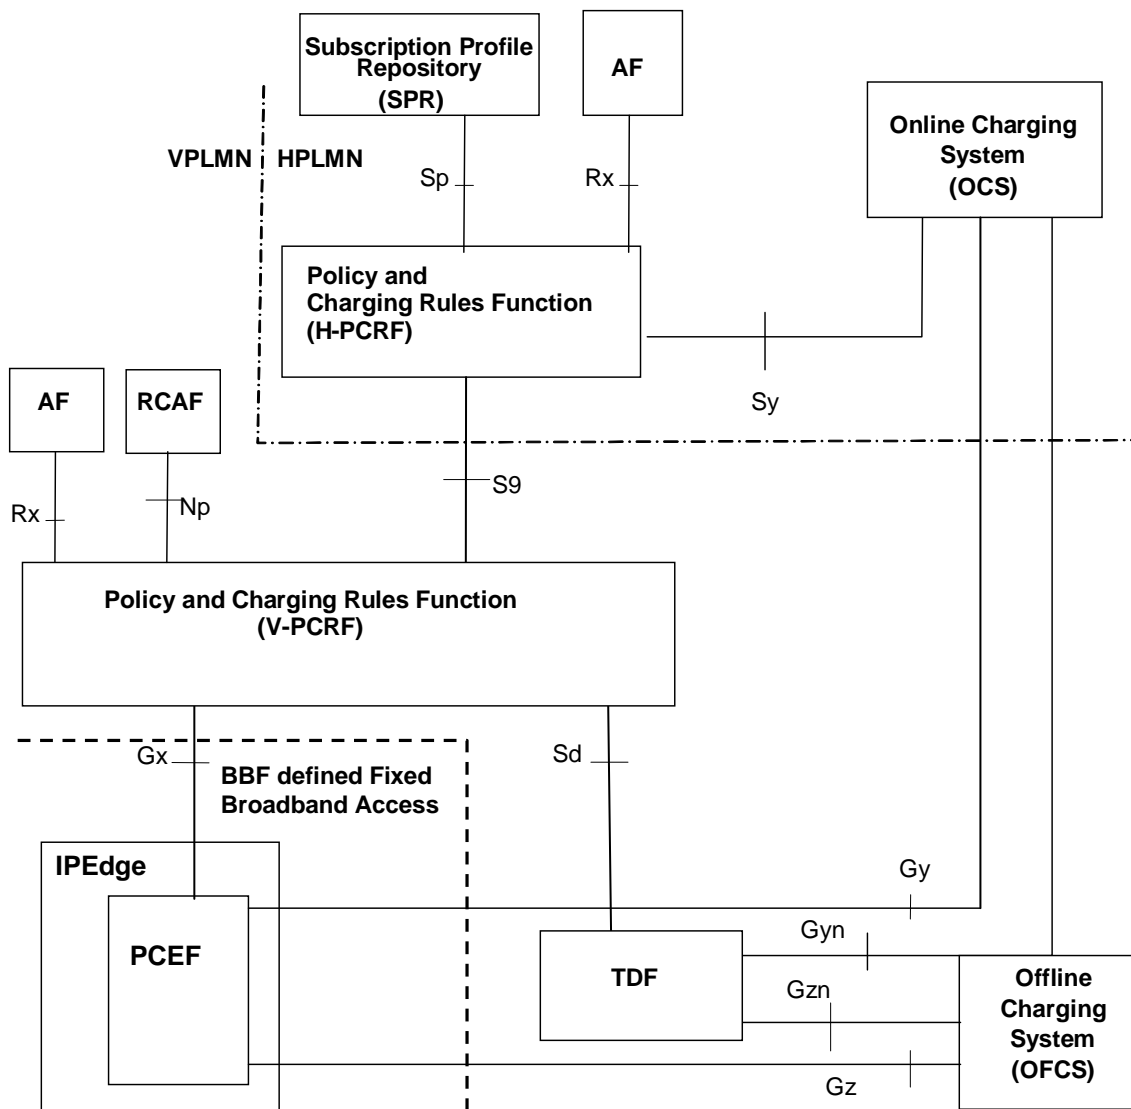 Subscription Profile
Repository
(SPR)
AF
Online Charging
System
(OCS)
VPLMN
HPLMN
Sp
Rx
Policy and
Charging Rules Function
(H-PCRF)
Sy
AF
RCAF
S9
Rx
Np
Policy and Charging Rules Function
(V-PCRF)
Gx
Sd
BBF defined Fixed
Broadband Access
IPEdge
Gy
PCEF
Gyn
TDF
Gzn
Offline
Charging
System
(OFCS)
Gz